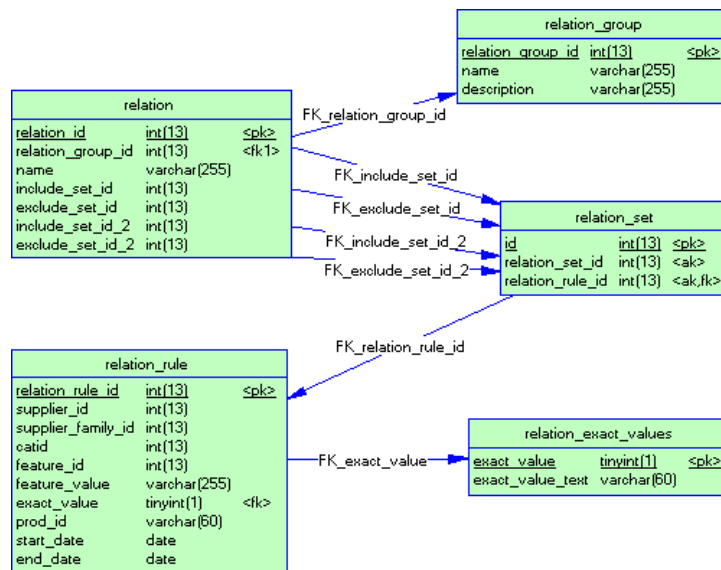 relation_group
relation_group_id int(13) <pk>
name varchar(255)
description varchar(255)
relation
relation_id int(13) <pk>
relation_group_id int(13) <fk1>
name varchar(255)
include_set_id int(13)
exclude_set_id int(13)
include_set_id_2 int(13)
exclude_set_id_2 int(13)
FK_relation_group_id
FK_include_set_id
FK_exclude_set_id
FK_include_set_id_2
FK_exclude_set_id_2
relation_set
id int(13) <pk>
relation_set_id int(13) <ak>
relation_rule_id int(13) <ak,fk>
FK_relation_rule_id
relation_rule
relation_rule_id int(13) <pk>
supplier_id int(13)
supplier_family_id int(13)
catid int(13)
feature_id int(13)
feature_value varchar(255)
exact_value tinyint(1) <fk>
prod_id varchar(60)
start_date date
end_date date
FK_exact_value
relation_exact_values
exact_value tinyint(1) <pk>
exact_value_text varchar(60)